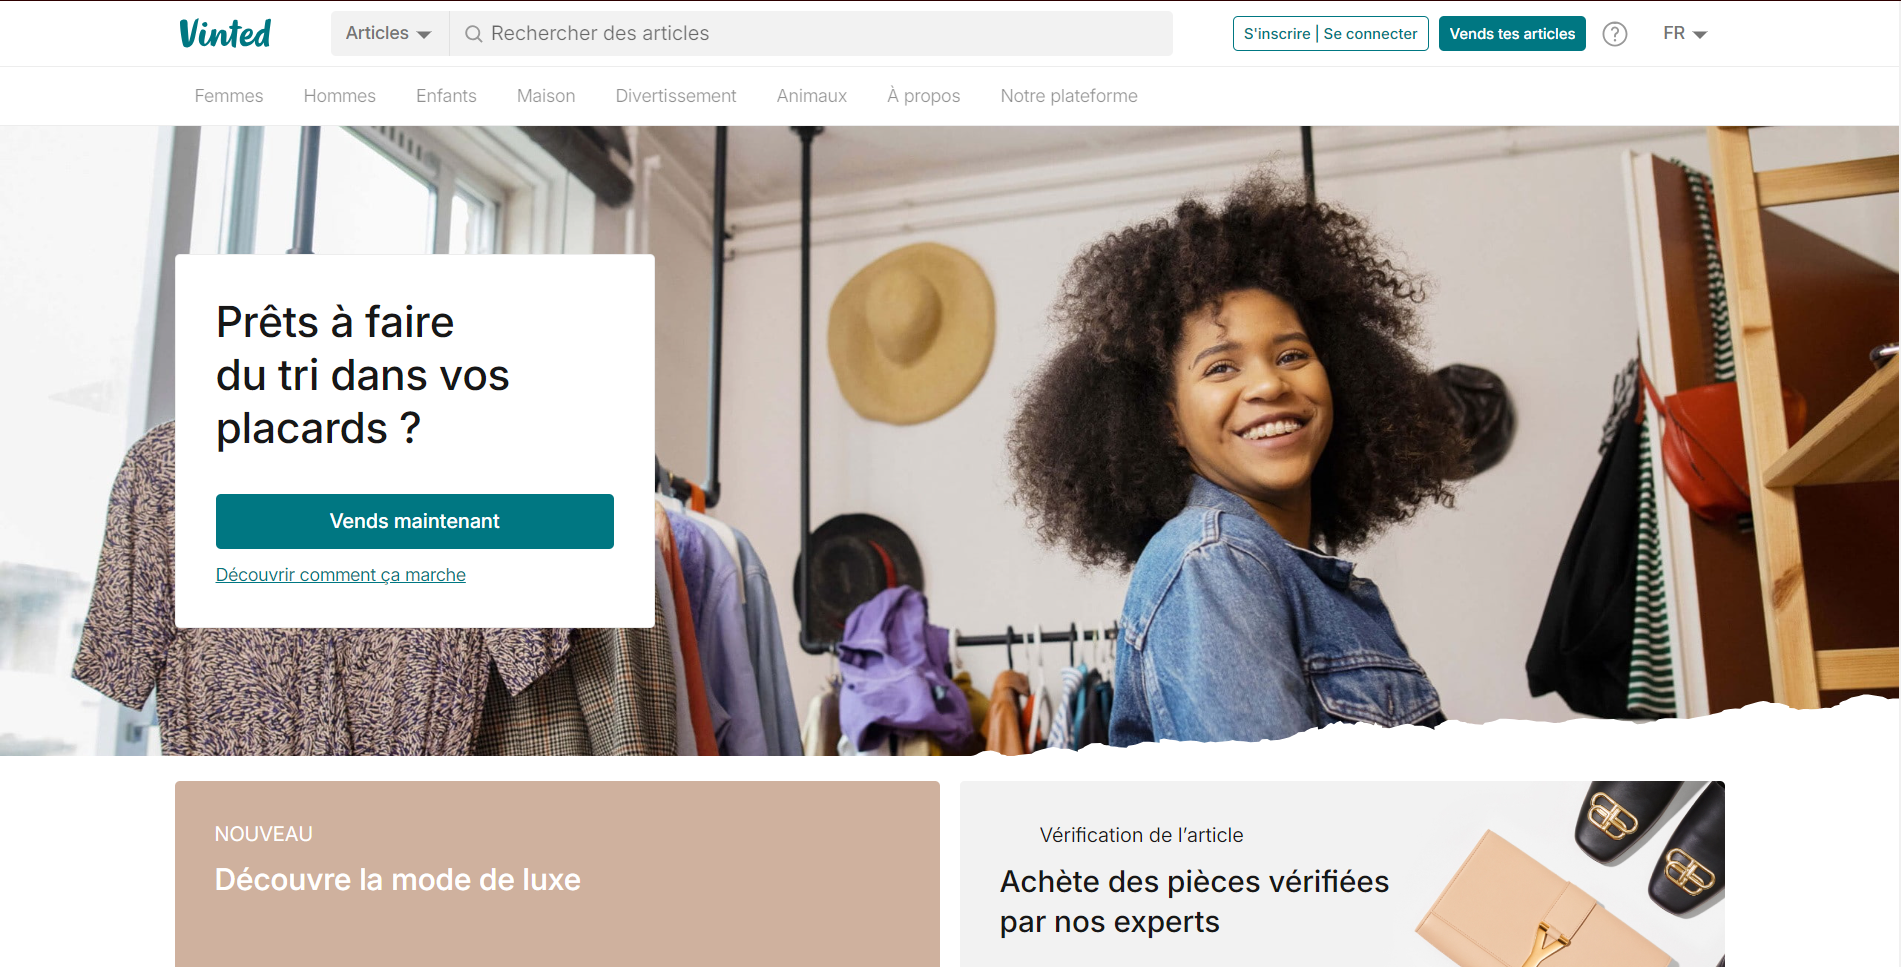 Vinted
Articles
Rechercher des articles
S'inscrire | Se connecter
Vends tes articles
?
FR
Femmes
Hommes
Enfants
Maison
Divertissement
Animaux
À propos
Notre plateforme
Prêts à faire
du tri dans vos
placards ?
Vends maintenant
Découvrir comment ça marche
NOUVEAU
Découvre la mode de luxe
Vérification de l’article
Achète des pièces vérifiées
par nos experts